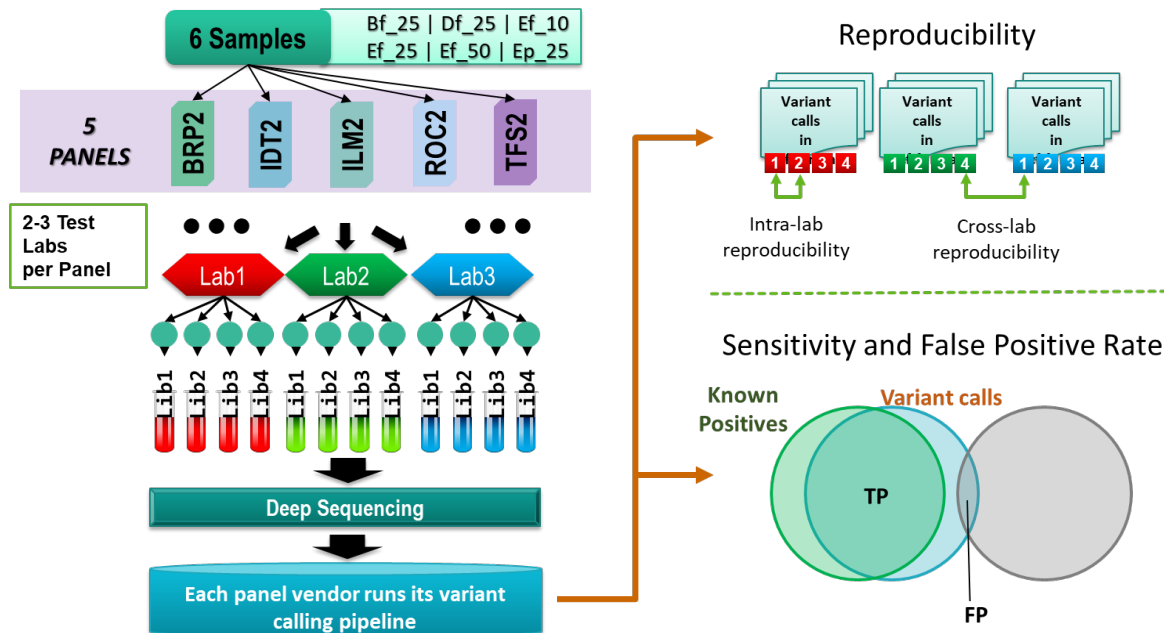 6 Samples
Bf_25 | Df_25 | Ef_10
Ef_25 | Ef_50 | Ep_25
5
PANELS
BRP2
IDT2
ILM2
ROC2
TFS2
2-3 Test
Labs
per Panel
Lab1
Lab2
Lab3
Lib1
Lib2
Lib3
Lib4
Lib1
Lib2
Lib3
Lib4
Lib1
Lib2
Lib3
Lib4
Deep Sequencing
Each panel vendor runs its variant
calling pipeline
Reproducibility
Variant
calls
in
1 2 3 4
Variant
calls
in
1 2 3 4
Variant
calls
in
1 2 3 4
Intra-lab
reproducibility
Cross-lab
reproducibility
Sensitivity and False Positive Rate
Known
Positives
Variant calls
TP
FP